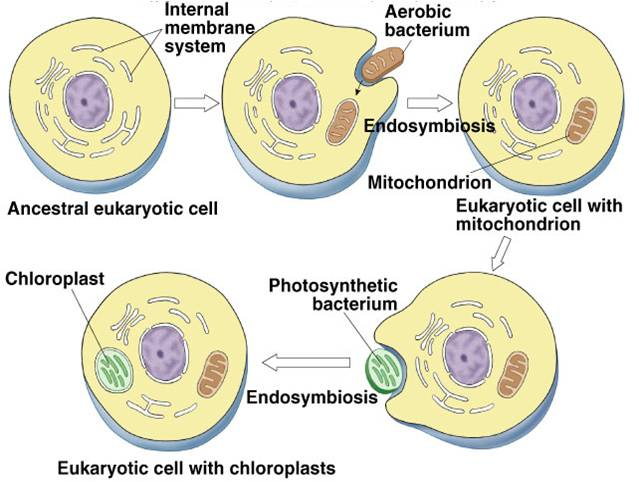 Internal
membrane
system
Aerobic
bacterium
Endosymbiosis
Mitochondrion
Ancestral eukaryotic cell
Eukaryotic cell with
mitochondrion
Chloroplast
Photosynthetic
bacterium
Endosymbiosis
Eukaryotic cell with chloroplasts